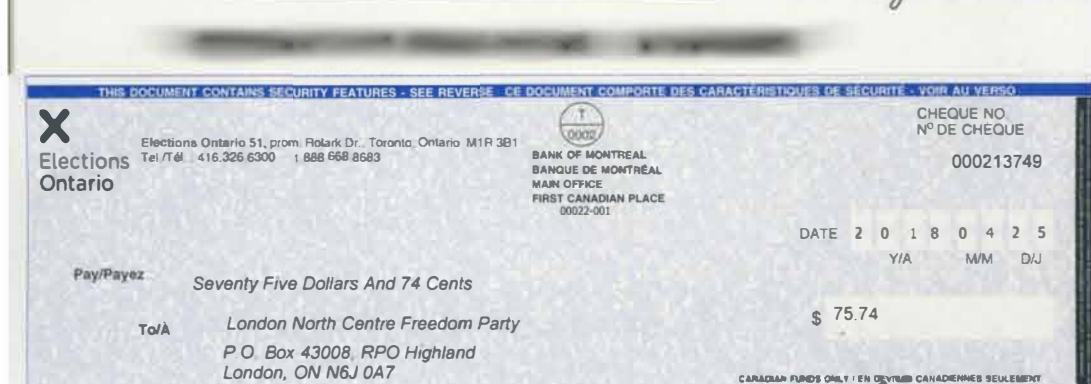 THIS DOCUMENT CONTAINS SECURITY FEATURES - SEE REVERSE CE DOCUMENT COMPORTE DES CARACTÉRISTIQUES DE SÉCURITÉ - VOIR AU VERSO
X
Elections
Ontario
Elections Ontario 51, prom. Rolark Dr., Toronto, Ontario M1R 3B1
Tel /Tél 416.326.6300 1 888 668 8683
T
0002
BANK OF MONTREAL
BANQUE DE MONTRÉAL
MAIN OFFICE
FIRST CANADIAN PLACE
00022-001
CHEQUE NO
Nº DE CHEQUE
000213749
DATE 2 0 1 8 0 4 2 5
Y/A M/M D/J
Pay/Payez Seventy Five Dollars And 74 Cents
$ 75.74
To/À London North Centre Freedom Party
P O Box 43008, RPO Highland
London, ON N6J 0A7
CANADIAN FUNDS ONLY / EN DEVISES CANADIENNES SEULEMENT